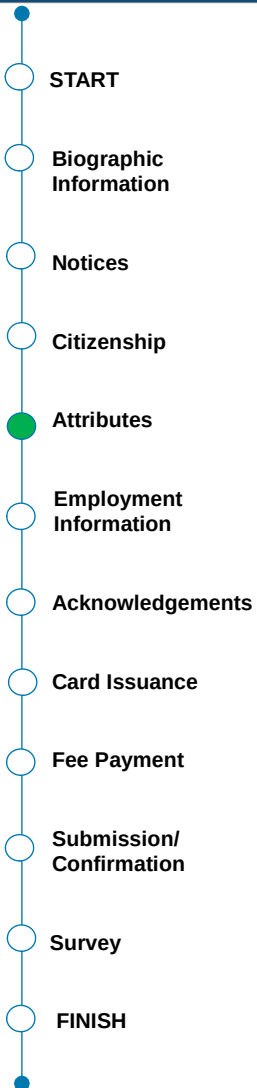 START
Biographic
Information
Notices
Citizenship
Attributes
Employment
Information
Acknowledgements
Card Issuance
Fee Payment
Submission/
Confirmation
Survey
FINISH